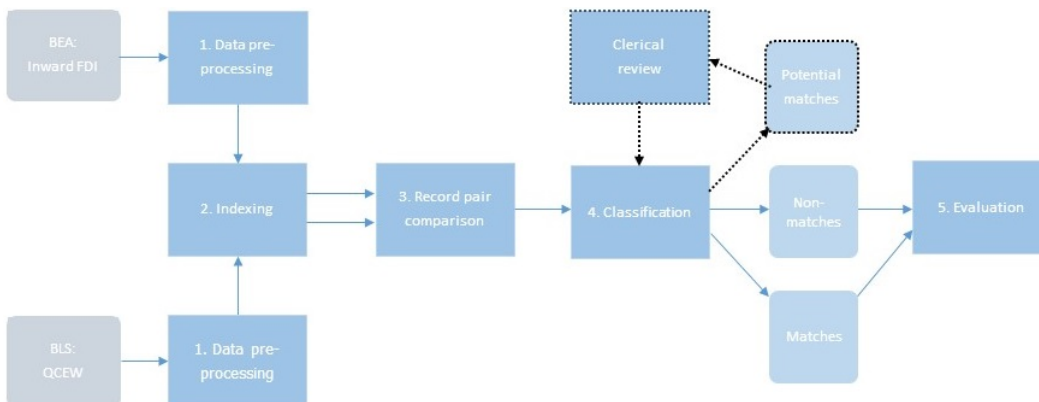 BEA:
Inward FDI
1. Data pre-
processing
Clerical
review
Potential
matches
2. Indexing
3. Record pair
comparison
4. Classification
Non-
matches
5. Evaluation
BLS:
QCEW
1. Data pre-
processing
Matches